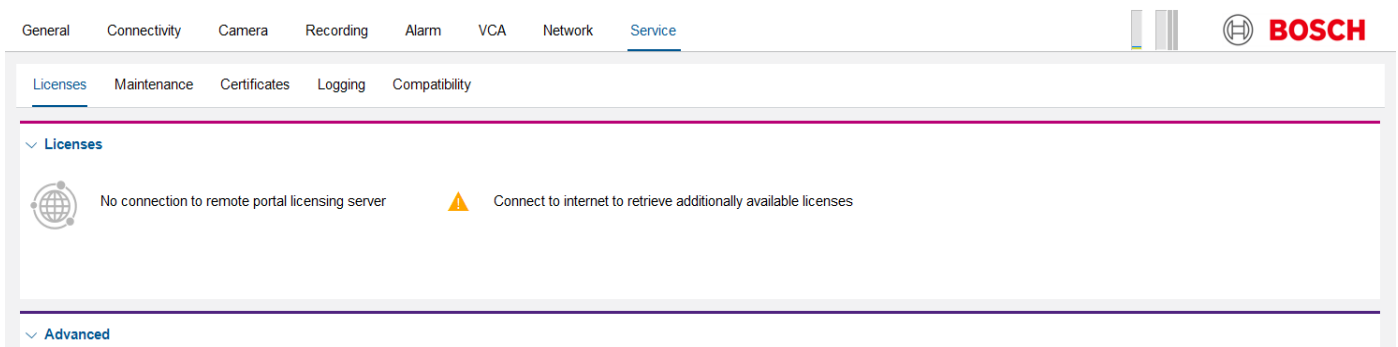 General Connectivity Camera Recording Alarm VCA Network Service BOSCH
Licenses Maintenance Certificates Logging Compatibility
Licenses
No connection to remote portal licensing server Connect to internet to retrieve additionally available licenses
Advanced